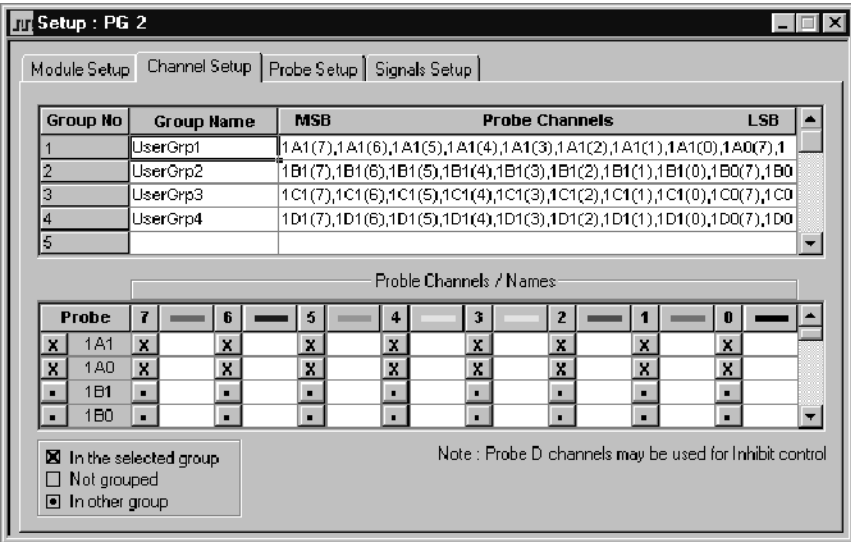 Setup : PG 2
Module Setup Channel Setup Probe Setup Signals Setup
Group No Group Name MSB Probe Channels LSB
1 UserGrp1 1A1(7),1A1(6),1A1(5),1A1(4),1A1(3),1A1(2),1A1(1),1A1(0),1A0(7),1
2 UserGrp2 1B1(7),1B1(6),1B1(5),1B1(4),1B1(3),1B1(2),1B1(1),1B1(0),1B0(7),1B0
3 UserGrp3 1C1(7),1C1(6),1C1(5),1C1(4),1C1(3),1C1(2),1C1(1),1C1(0),1C0(7),1C0
4 UserGrp4 1D1(7),1D1(6),1D1(5),1D1(4),1D1(3),1D1(2),1D1(1),1D1(0),1D0(7),1D0
5
Proble Channels / Names
Probe 7 6 5 4 3 2 1 0
X 1A1 X X X X X X X X
X 1A0 X X X X X X X X
1B1
1B0
In the selected group
Not grouped
In other group
Note : Probe D channels may be used for Inhibit control